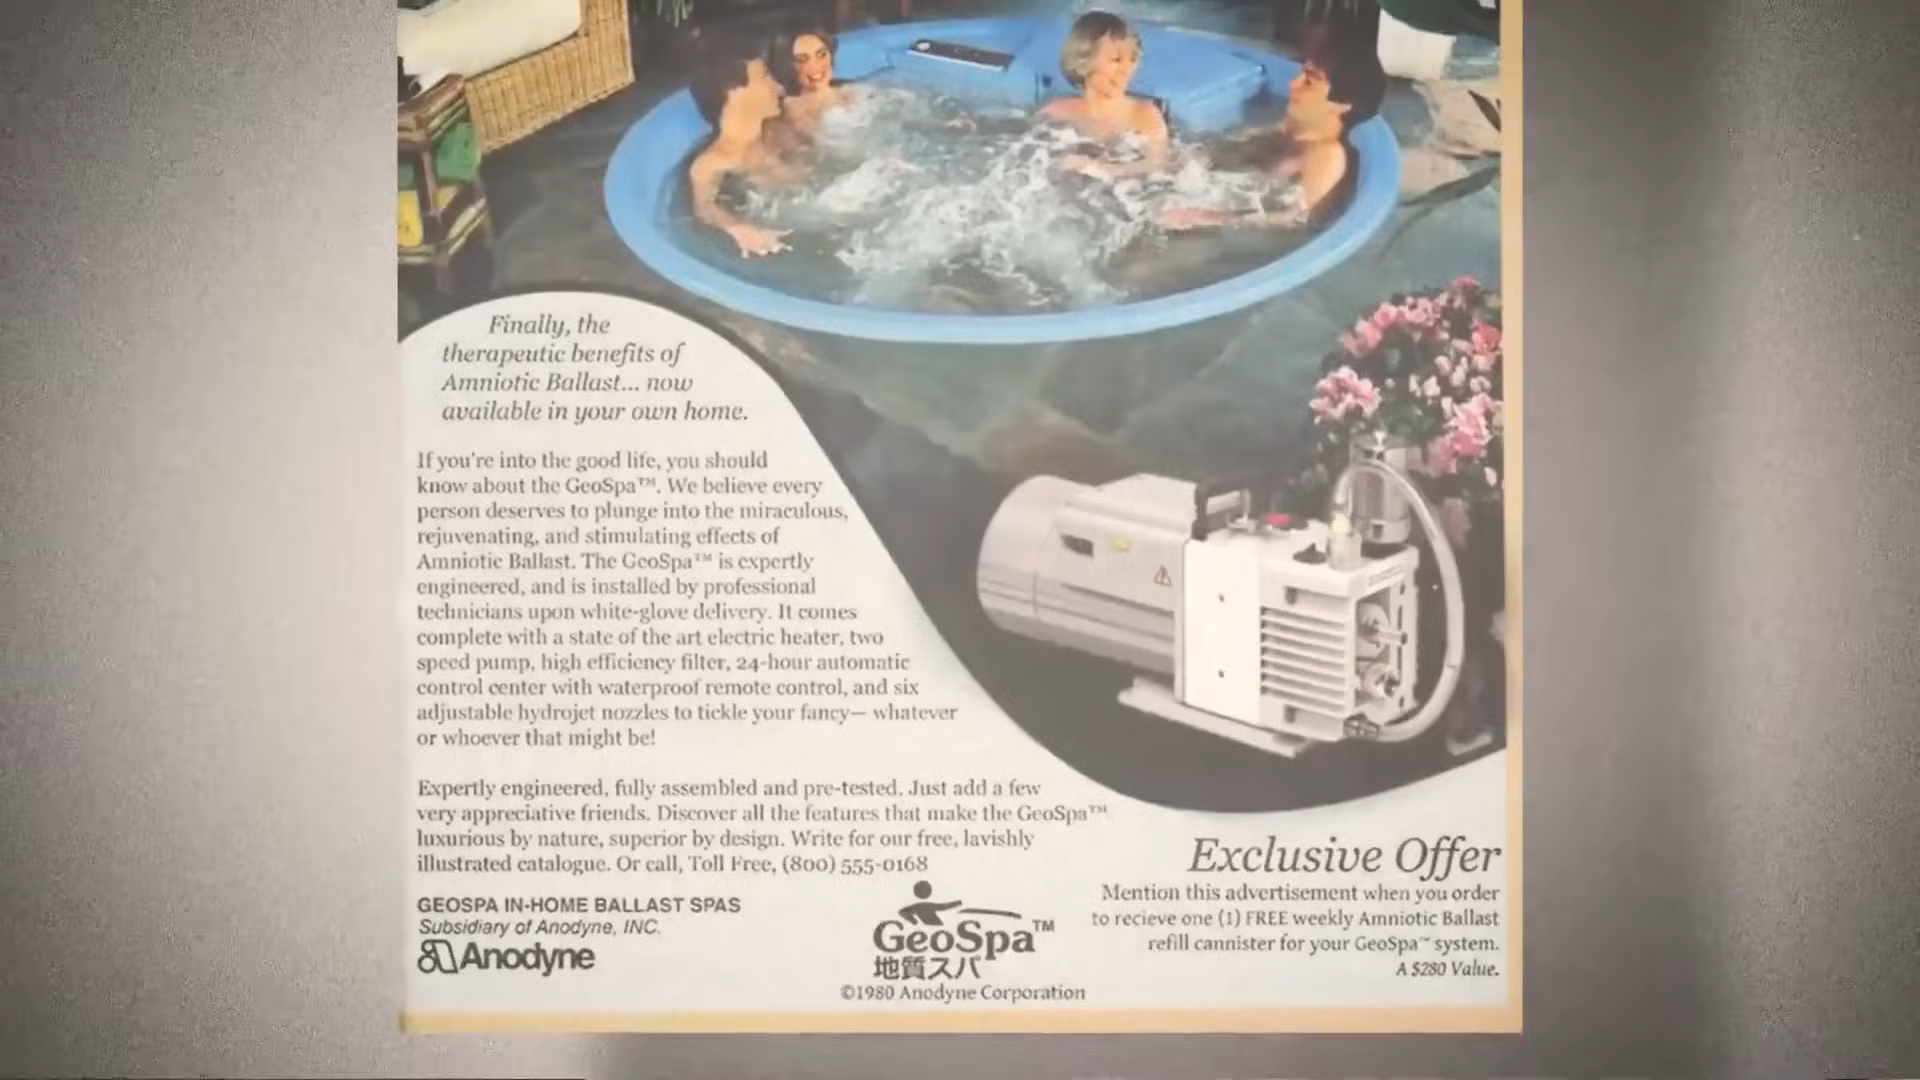 Finally, the
therapeutic benefits of
Amniotic Ballast... now
available in your own home.
If you're into the good life, you should
know about the GeoSpa™. We believe every
person deserves to plunge into the miraculous,
rejuvenating, and stimulating effects of
Amniotic Ballast. The GeoSpa™ is expertly
engineered, and is installed by professional
technicians upon white-glove delivery. It comes
complete with a state of the art electric heater, two
speed pump, high efficiency filter, 24-hour automatic
control center with waterproof remote control, and six
adjustable hydrojet nozzles to tickle your fancy— whatever
or whoever that might be!
Expertly engineered, fully assembled and pre-tested. Just add a few
very appreciative friends. Discover all the features that make the GeoSpa™
luxurious by nature, superior by design. Write for our free, lavishly
illustrated catalogue. Or call, Toll Free, (800) 555-0168
GEOSPA IN-HOME BALLAST SPAS
Subsidiary of Anodyne, INC.
Anodyne
GeoSpa™
地質スパ
©1980 Anodyne Corporation
Exclusive Offer
Mention this advertisement when you order
to recieve one (1) FREE weekly Amniotic Ballast
refill cannister for your GeoSpa™ system.
A $280 Value.